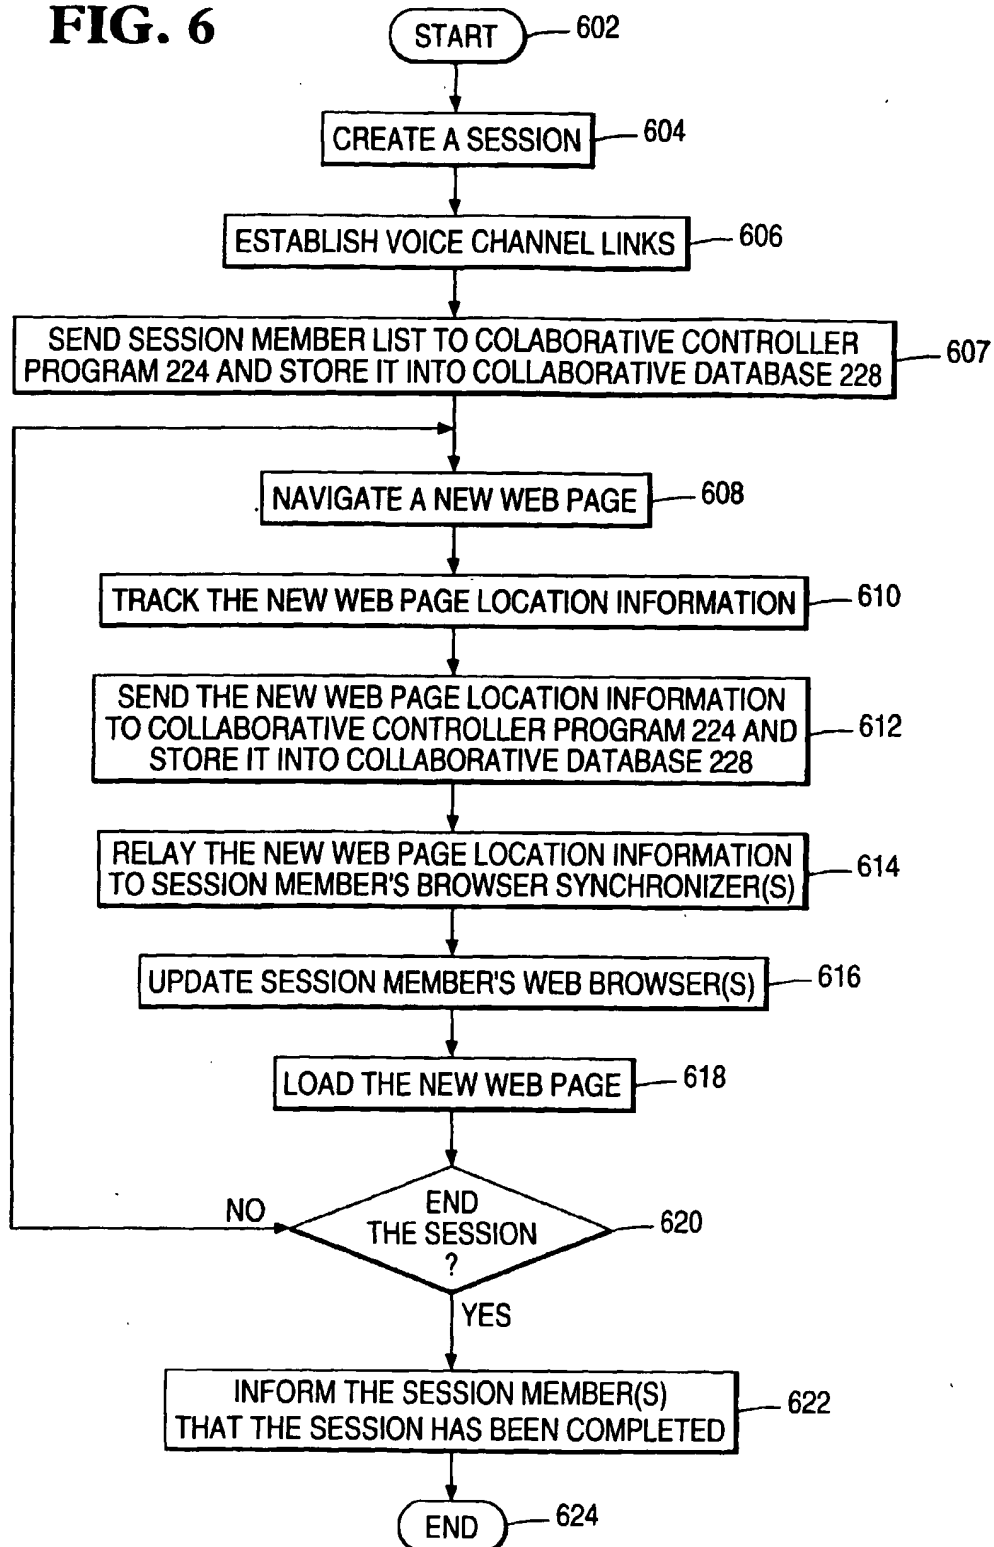 FIG. 6
START
602
CREATE A SESSION
604
ESTABLISH VOICE CHANNEL LINKS
606
SEND SESSION MEMBER LIST TO COLABORATIVE CONTROLLER
PROGRAM 224 AND STORE IT INTO COLLABORATIVE DATABASE 228
607
NAVIGATE A NEW WEB PAGE
608
TRACK THE NEW WEB PAGE LOCATION INFORMATION
610
SEND THE NEW WEB PAGE LOCATION INFORMATION
TO COLLABORATIVE CONTROLLER PROGRAM 224 AND
STORE IT INTO COLLABORATIVE DATABASE 228
612
RELAY THE NEW WEB PAGE LOCATION INFORMATION
TO SESSION MEMBER'S BROWSER SYNCHRONIZER(S)
614
UPDATE SESSION MEMBER'S WEB BROWSER(S)
616
LOAD THE NEW WEB PAGE
618
NO
END
THE SESSION
?
620
YES
INFORM THE SESSION MEMBER(S)
THAT THE SESSION HAS BEEN COMPLETED
622
END
624